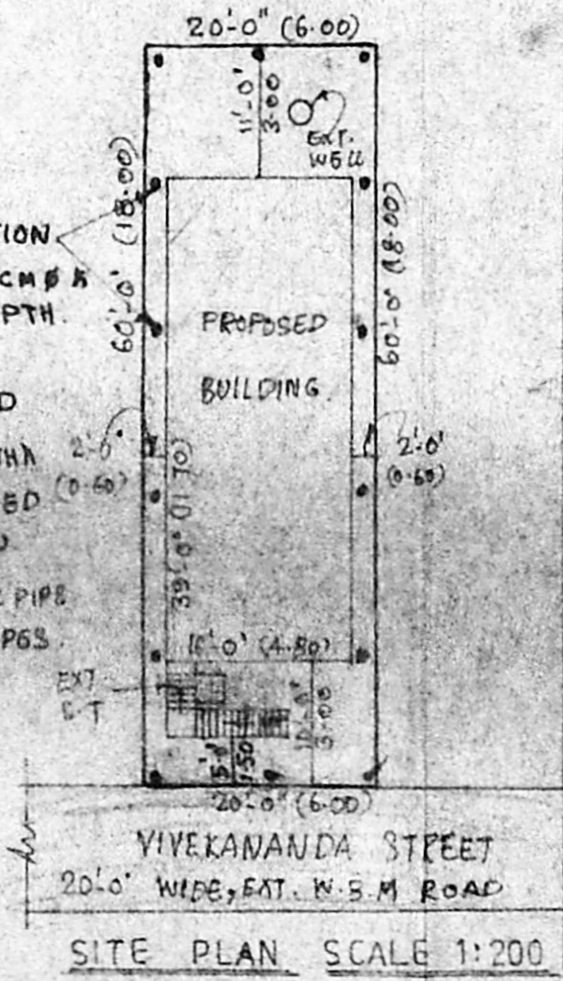 20'-0" (6.00)
11'-0'
3.00
EXT.
WELL
60'-0' (18.00)
60'-0' (18.00)
TION
CM Ø &
PTH.
PROPOSED
BUILDING.
D
THA
ED
2'-0"
(0.60)
2'-0'
(0.60)
39'-0" (11.70)
PIPE
16'-0' (4.80)
EXT
10'-0'
3.00
5'-0'
1.50
20'-0" (6.00)
VIVEKANANDA STREET
20'-0' WIDE, EXT. W.B.M ROAD
SITE PLAN SCALE 1:200